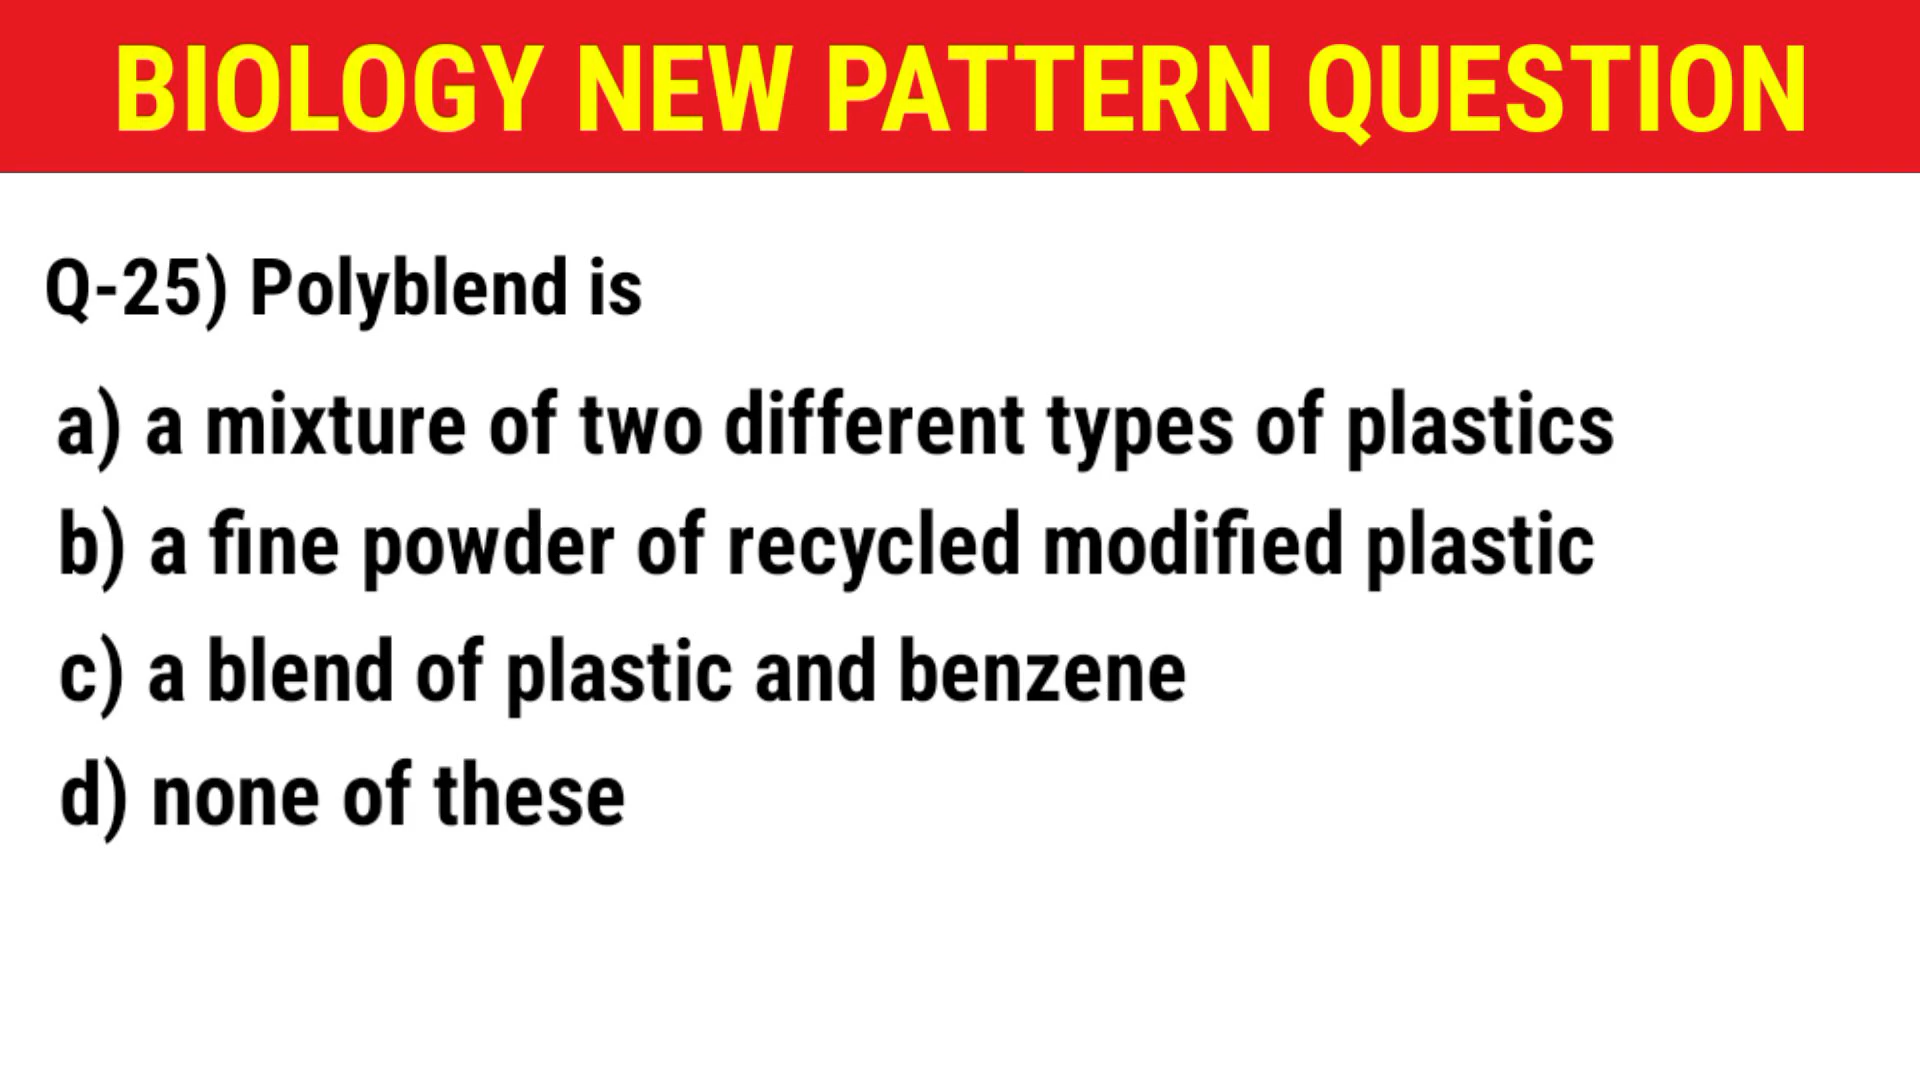 BIOLOGY NEW PATTERN QUESTION
Q-25) Polyblend is
a) a mixture of two different types of plastics
b) a fine powder of recycled modified plastic
c) a blend of plastic and benzene
d) none of these